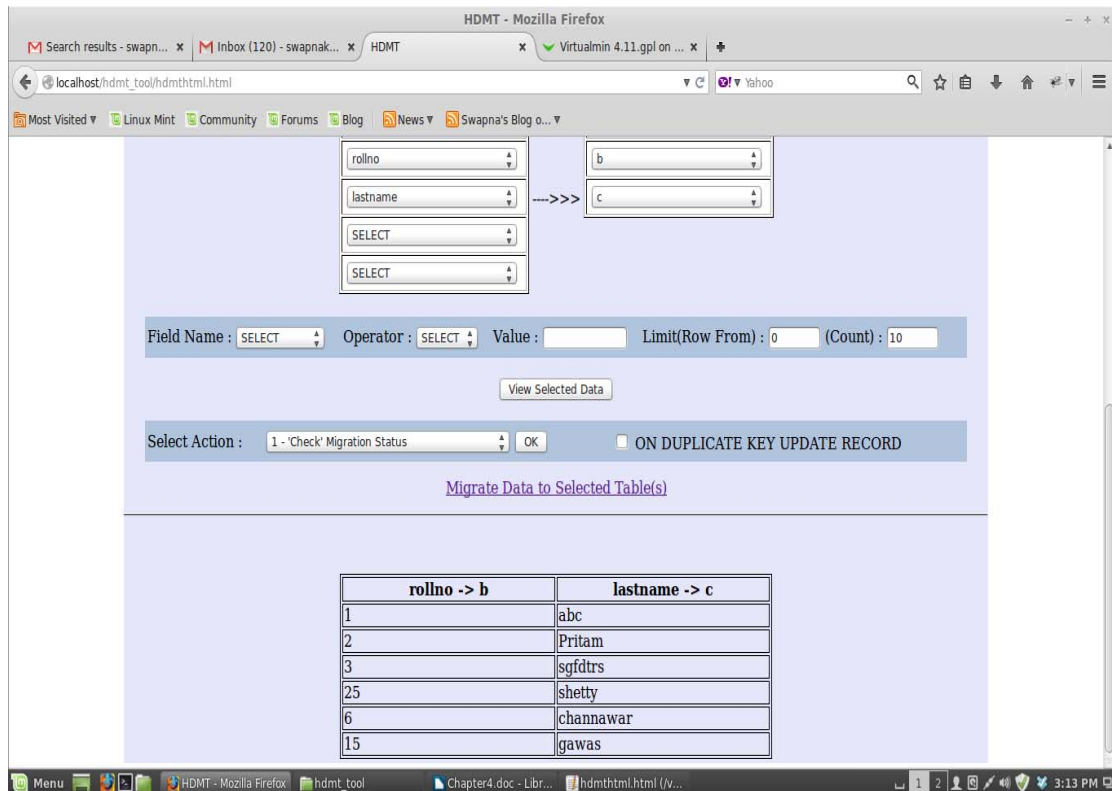 HDMT - Mozilla Firefox
Search results - swapn... x Inbox (120) - swapnak... x HDMT x Virtualmin 4.11.gpl on ... x
localhost/hdmt_tool/hdmthtml.html Yahoo
Most Visited Linux Mint Community Forums Blog News Swapna's Blog o...
rollno b
lastname ---->>> c
SELECT
SELECT
Field Name : SELECT Operator : SELECT Value : Limit(Row From) : 0 (Count) : 10
View Selected Data
Select Action : 1 - 'Check' Migration Status OK ON DUPLICATE KEY UPDATE RECORD
Migrate Data to Selected Table(s)
rollno -> b lastname -> c
1 abc
2 Pritam
3 sgfdtrs
25 shetty
6 channawar
15 gawas
Menu HDMT - Mozilla Firefox hdmt_tool Chapter4.doc - Libr... hdmthtml.html (/v... 1 2 3:13 PM